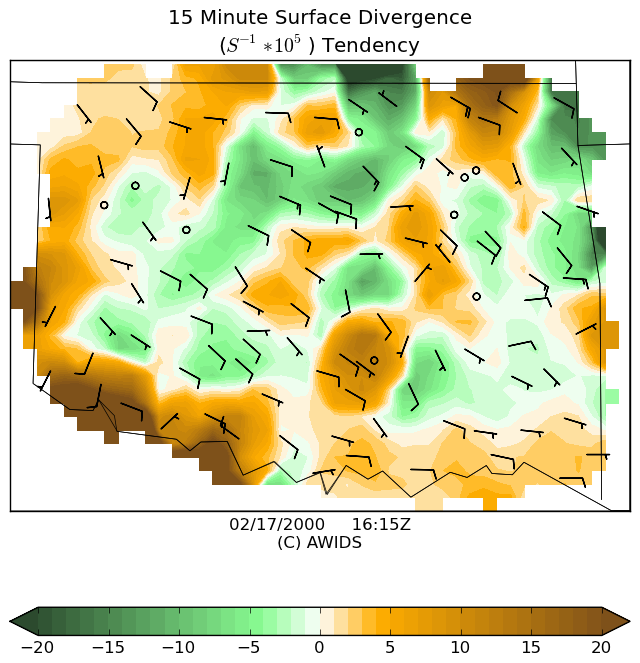 15 Minute Surface Divergence
(S⁻¹ ∗ 10⁵ ) Tendency
02/17/2000 16:15Z
(C) AWIDS
−20 −15 −10 −5 0 5 10 15 20